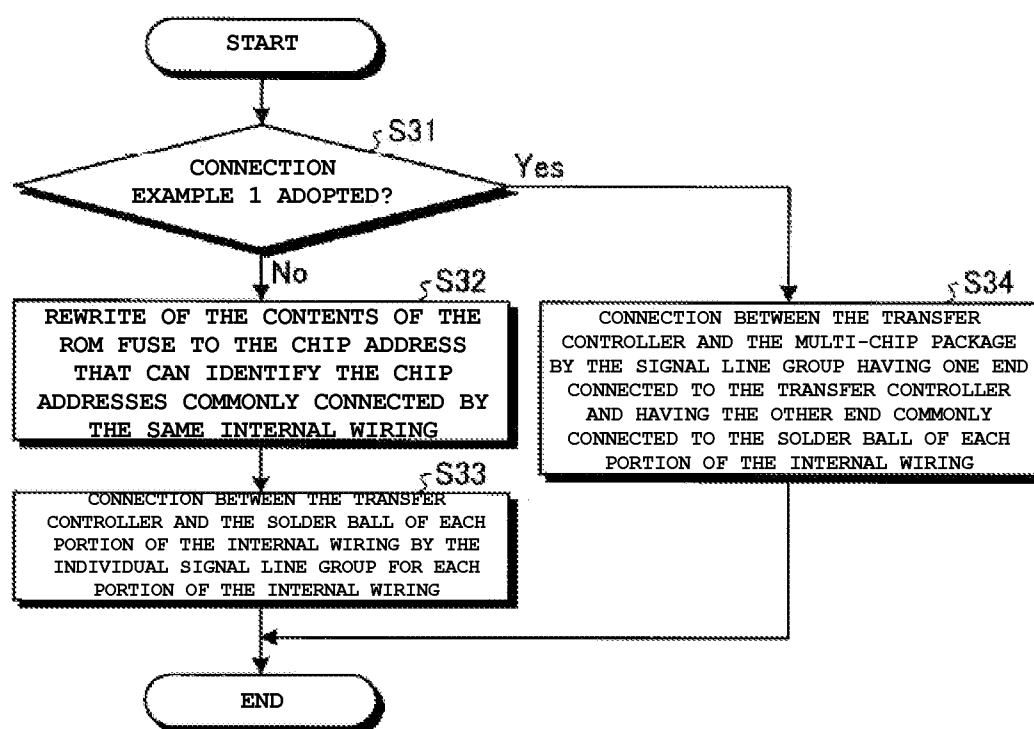 START
S31
CONNECTION
EXAMPLE 1 ADOPTED?
Yes
No
S32
REWRITE OF THE CONTENTS OF THE
ROM FUSE TO THE CHIP ADDRESS
THAT CAN IDENTIFY THE CHIP
ADDRESSES COMMONLY CONNECTED BY
THE SAME INTERNAL WIRING
S33
CONNECTION BETWEEN THE TRANSFER
CONTROLLER AND THE SOLDER BALL OF EACH
PORTION OF THE INTERNAL WIRING BY THE
INDIVIDUAL SIGNAL LINE GROUP FOR EACH
PORTION OF THE INTERNAL WIRING
S34
CONNECTION BETWEEN THE TRANSFER
CONTROLLER AND THE MULTI-CHIP PACKAGE
BY THE SIGNAL LINE GROUP HAVING ONE END
CONNECTED TO THE TRANSFER CONTROLLER
AND HAVING THE OTHER END COMMONLY
CONNECTED TO THE SOLDER BALL OF EACH
PORTION OF THE INTERNAL WIRING
END